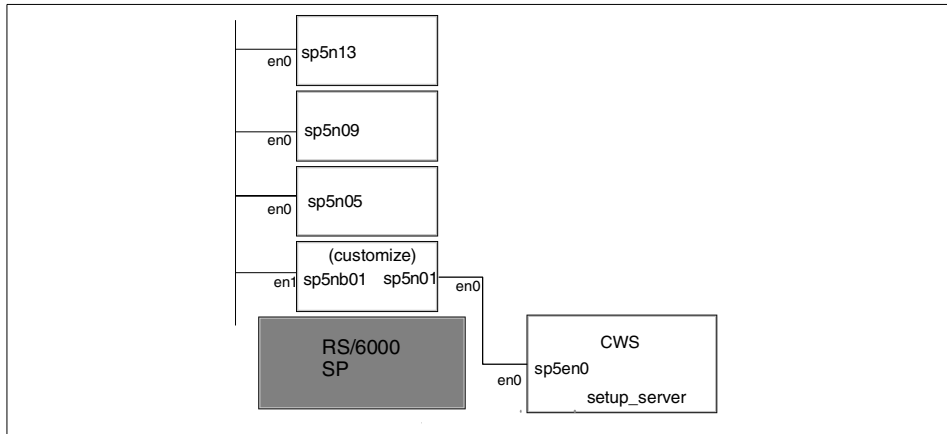 sp5n13
en0
sp5n09
en0
sp5n05
en0
(customize)
en1 sp5nb01 sp5n01 en0
RS/6000
SP
CWS
en0 sp5en0
setup_server